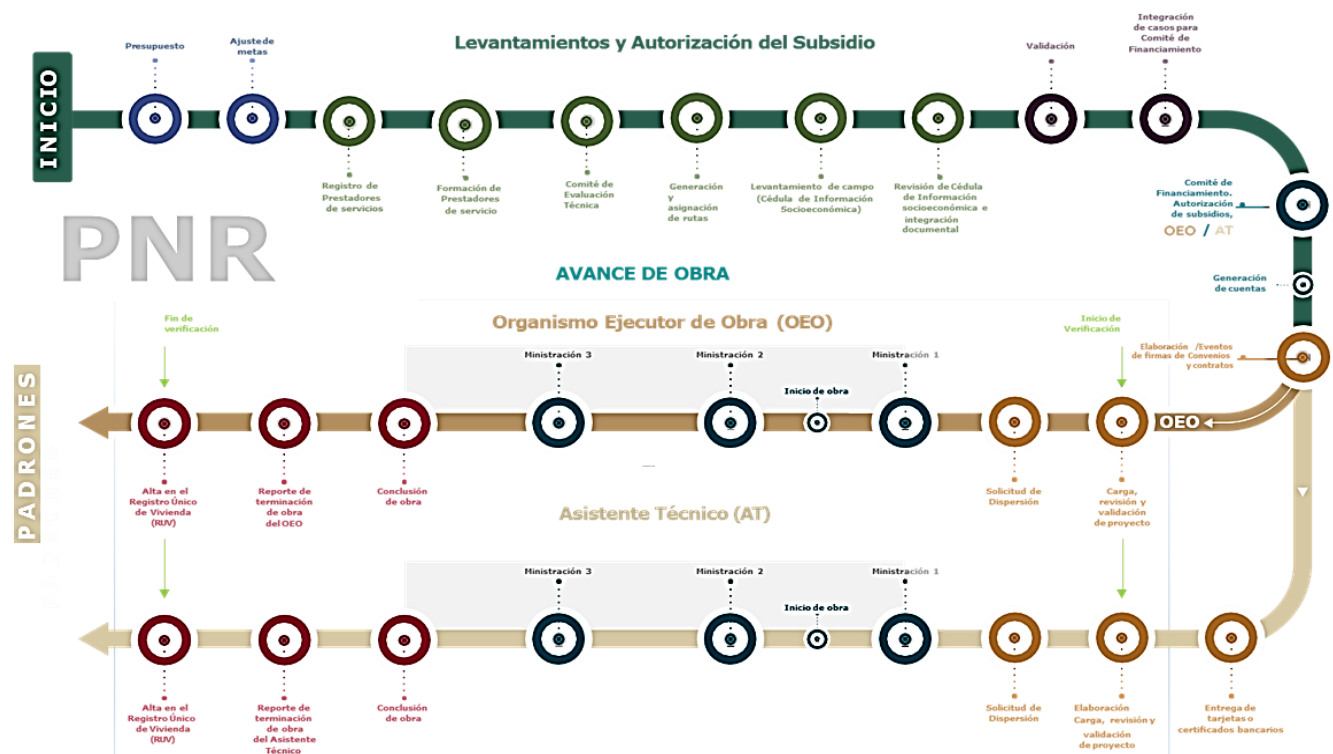 INICIO
Presupuesto
Ajuste de
metas
Levantamientos y Autorización del Subsidio
Validación
Integración
de casos para
Comité de
Financiamiento
Registro de
Prestadores
de servicios
Formación de
Prestadores
de servicio
Comité de
Evaluación
Técnica
Generación
y
asignación
de rutas
Levantamiento de campo
(Cédula de Información
Socioeconómica)
Revisión de Cédula
de Información
socioeconómica e
integración
documental
Comité de
Financiamiento.
Autorización
de subsidios,
OEO / AT
PNR
AVANCE DE OBRA
Generación
de cuentas
Fin de
verificación
Organismo Ejecutor de Obra (OEO)
Inicio de
Verificación
Elaboración /Eventos
de firmas de Convenios
y contratos
Ministración 3
Ministración 2
Ministración 1
Inicio de obra
OEO
PADRONES
Alta en el
Registro Único
de Vivienda
(RUV)
Reporte de
terminación
de obra
del OEO
Conclusión
de obra
Solicitud de
Dispersión
Carga,
revisión y
validación
de proyecto
Asistente Técnico (AT)
Ministración 3
Ministración 2
Ministración 1
Inicio de obra
Alta en el
Registro Único
de Vivienda
(RUV)
Reporte de
terminación
de obra
del Asistente
Técnico
Conclusión
de obra
Solicitud de
Dispersión
Elaboración
Carga, revisión y
validación
de proyecto
Entrega de
tarjetas o
certificados bancarios